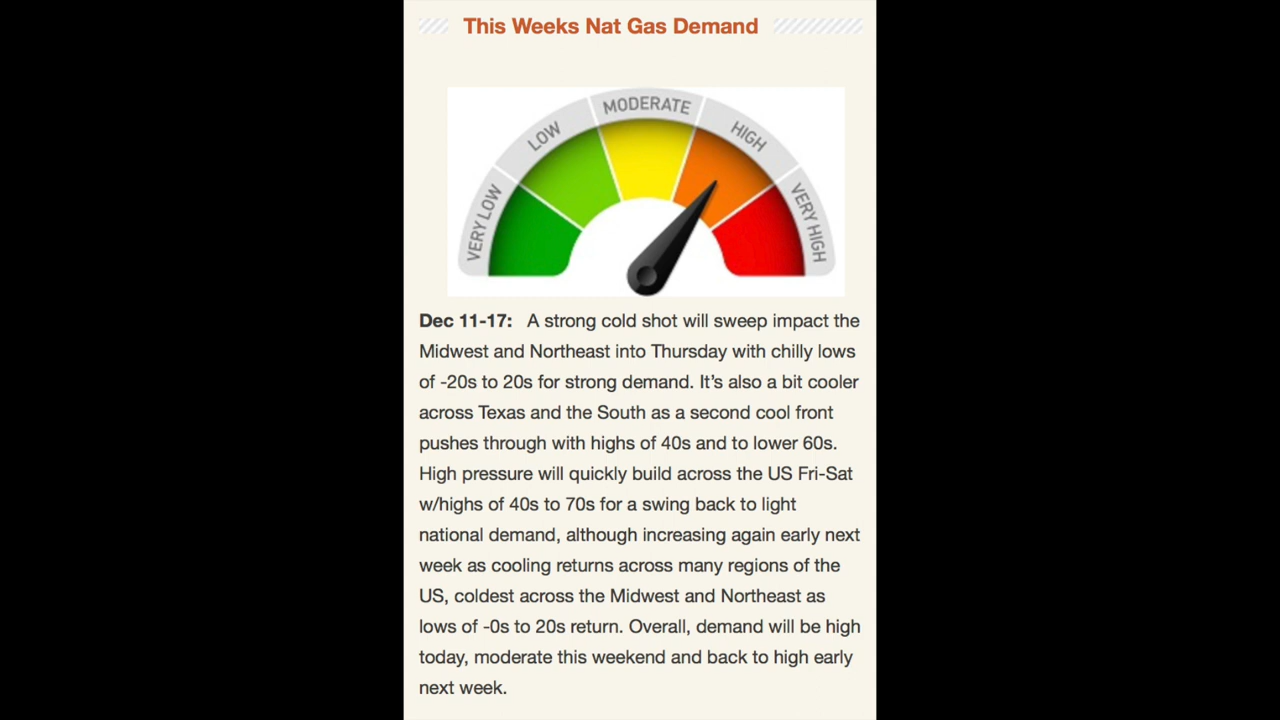 This Weeks Nat Gas Demand
VERY LOW
LOW
MODERATE
HIGH
VERY HIGH
Dec 11-17: A strong cold shot will sweep impact the
Midwest and Northeast into Thursday with chilly lows
of -20s to 20s for strong demand. It’s also a bit cooler
across Texas and the South as a second cool front
pushes through with highs of 40s and to lower 60s.
High pressure will quickly build across the US Fri-Sat
w/highs of 40s to 70s for a swing back to light
national demand, although increasing again early next
week as cooling returns across many regions of the
US, coldest across the Midwest and Northeast as
lows of -0s to 20s return. Overall, demand will be high
today, moderate this weekend and back to high early
next week.